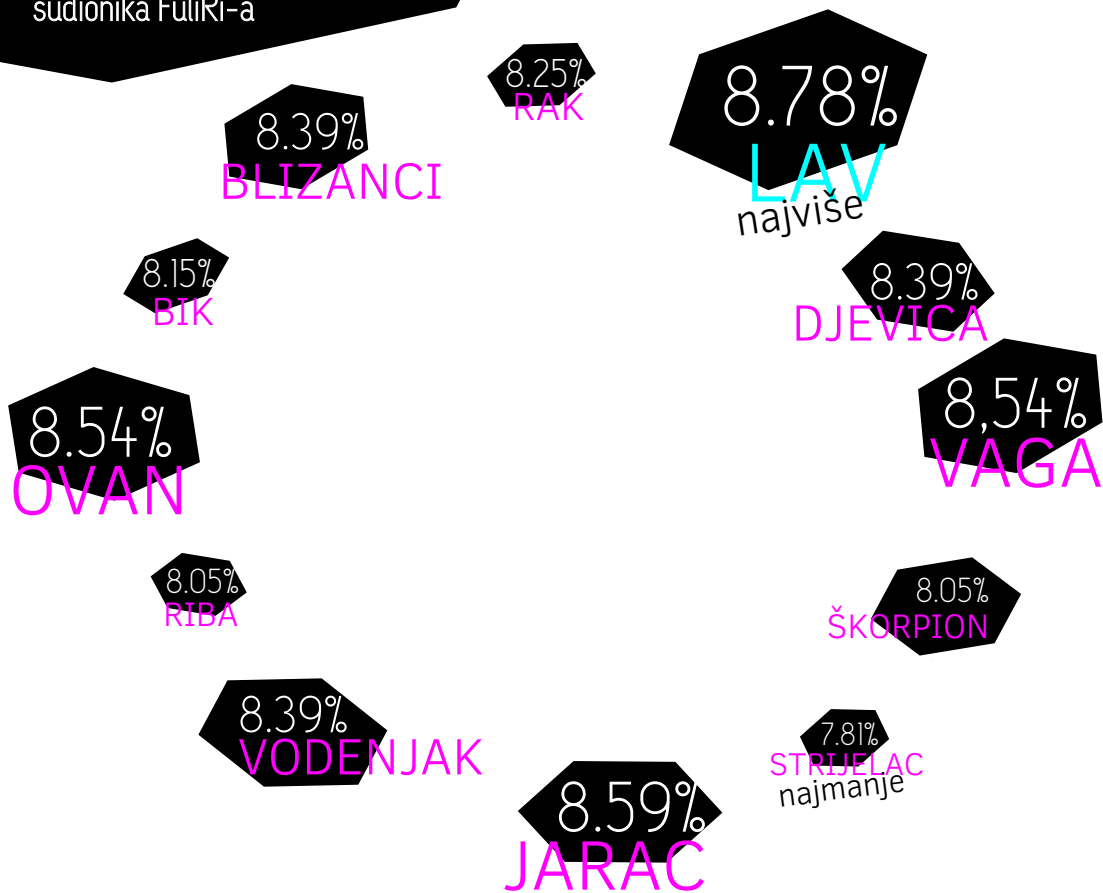 sudionika FuliRi-a
8.25%
RAK
8.78%
LAV
najviše
8.39%
BLIZANCI
8.15%
BIK
8.39%
DJEVICA
8.54%
OVAN
8,54%
VAGA
8.05%
RIBA
8.05%
ŠKORPION
8.39%
VODENJAK
7.81%
STRIJELAC
najmanje
8.59%
JARAC